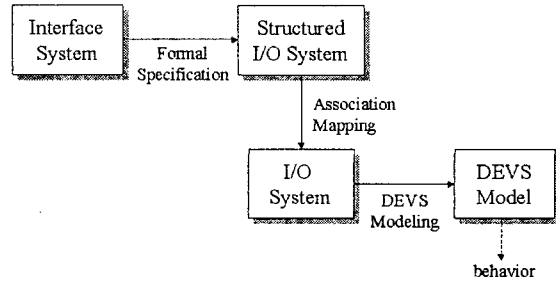 Interface
System
Formal
Specification
Structured
I/O System
Association
Mapping
I/O
System
DEVS
Modeling
DEVS
Model
behavior